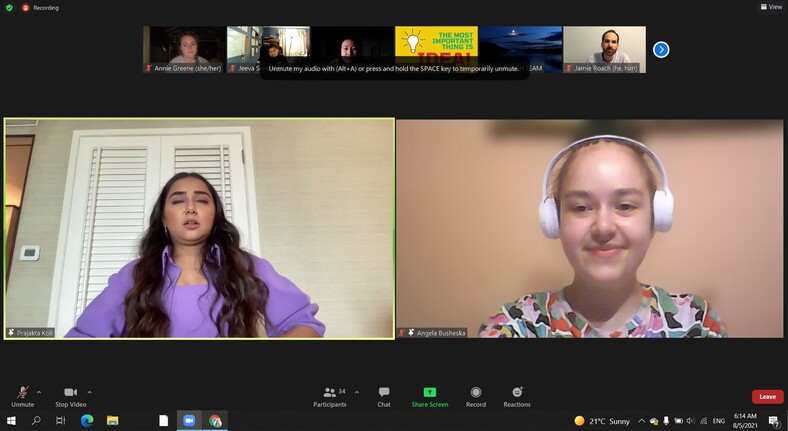 Recording
View
THE MOST
IMPORTANT
THING IS
Annie Greene (she/her)
Jeeva S
EAM
Jamie Roach (he, him)
Unmute my audio with (Alt+A) or press and hold the SPACE key to temporarily unmute.
Prajakta Koli
Angela Busheska
34
Unmute
Stop Video
Participants
Chat
Share Screen
Record
Reactions
Leave
21°C Sunny
ENG
6:14 AM
8/5/2021